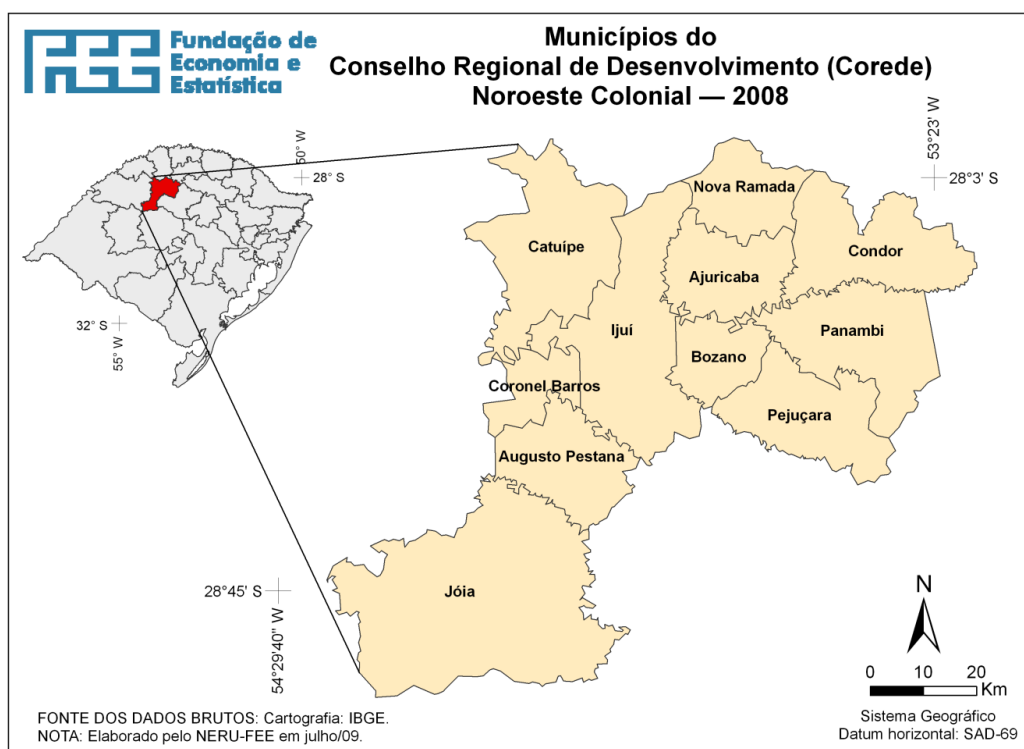 FEE
Fundação de
Economia e
Estatística
Municípios do
Conselho Regional de Desenvolvimento (Corede)
Noroeste Colonial — 2008
50° W
28° S
32° S
55° W
53°23' W
28°3' S
Nova Ramada
Catuípe
Condor
Ajuricaba
Ijuí
Panambi
Bozano
Coronel Barros
Pejuçara
Augusto Pestana
Jóia
28°45' S
54°29'40" W
N
0 10 20
Km
Sistema Geográfico
Datum horizontal: SAD-69
FONTE DOS DADOS BRUTOS: Cartografia: IBGE.
NOTA: Elaborado pelo NERU-FEE em julho/09.